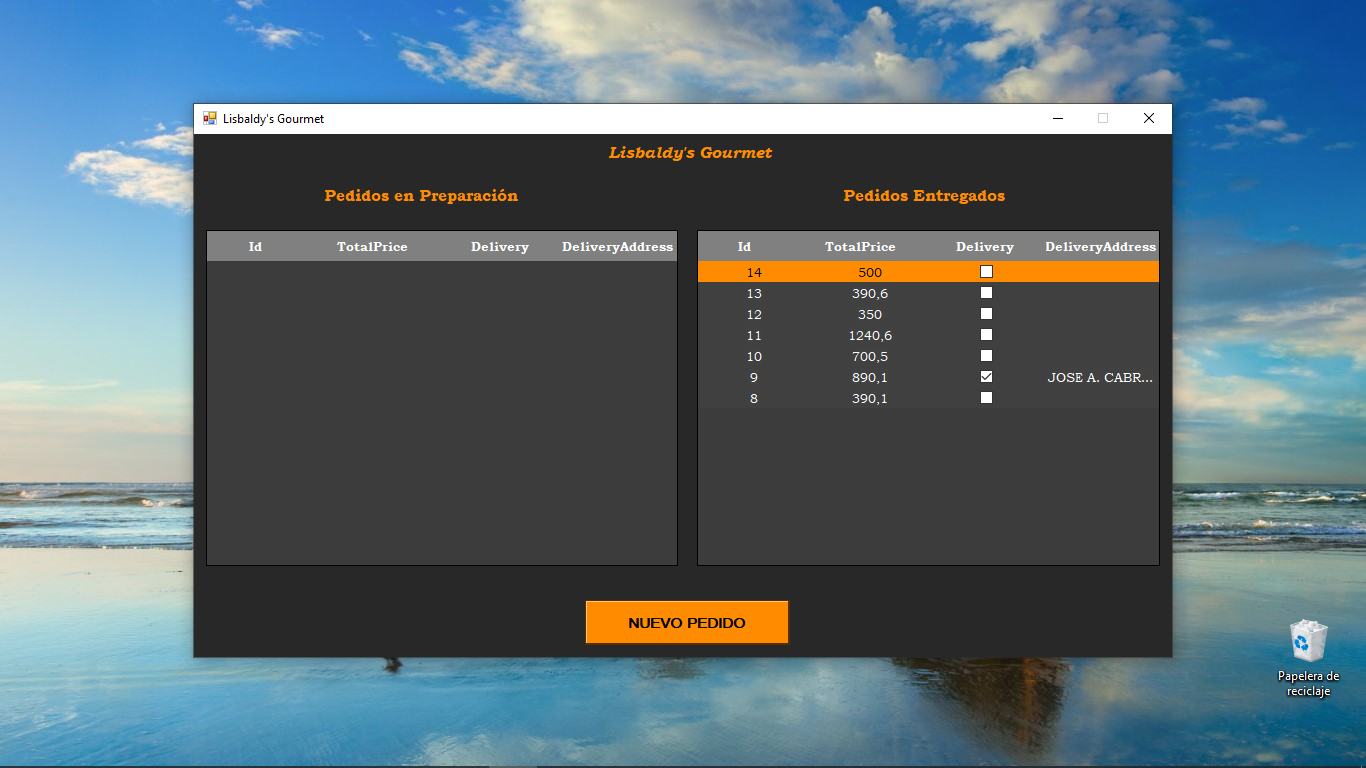 Lisbaldy's Gourmet
Lisbaldy's Gourmet
Pedidos en Preparación
Id TotalPrice Delivery DeliveryAddress
Pedidos Entregados
Id TotalPrice Delivery DeliveryAddress
14 500
13 390,6
12 350
11 1240,6
10 700,5
9 890,1 JOSE A. CABR...
8 390,1
NUEVO PEDIDO
Papelera de
reciclaje